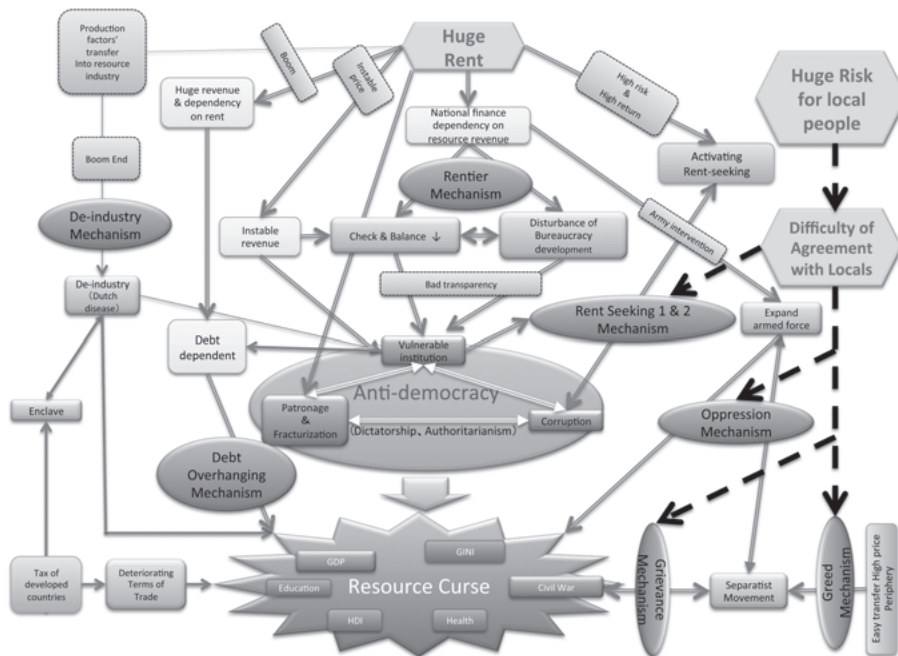 Production
factors'
transfer
Into resource
industry
Boom
Instable
price
Huge
Rent
High risk
&
High return
Huge Risk
for local
people
Huge revenue
& dependency
on rent
National finance
dependency on
resource revenue
Boom End
Activating
Rent-seeking
Rentier
Mechanism
De-industry
Mechanism
Instable
revenue
Check & Balance ↓
Disturbance of
Bureaucracy
development
Army intervention
Difficulty of
Agreement
with Locals
De-industry
(Dutch
disease)
Bad transparency
Rent Seeking 1 & 2
Mechanism
Expand
armed force
Debt
dependent
Vulnerable
institution
Anti-democracy
Enclave
Patronage
&
Fracturization
(Dictatorship、Authoritarianism)
Corruption
Oppression
Mechanism
Debt
Overhanging
Mechanism
GDP
GINI
Tax of
developed
countries
Deteriorating
Terms of
Trade
Education
Resource Curse
Civil War
HDI
Health
Grievance
Mechanism
Separatist
Movement
Greed
Mechanism
Easy transfer High price
Periphery